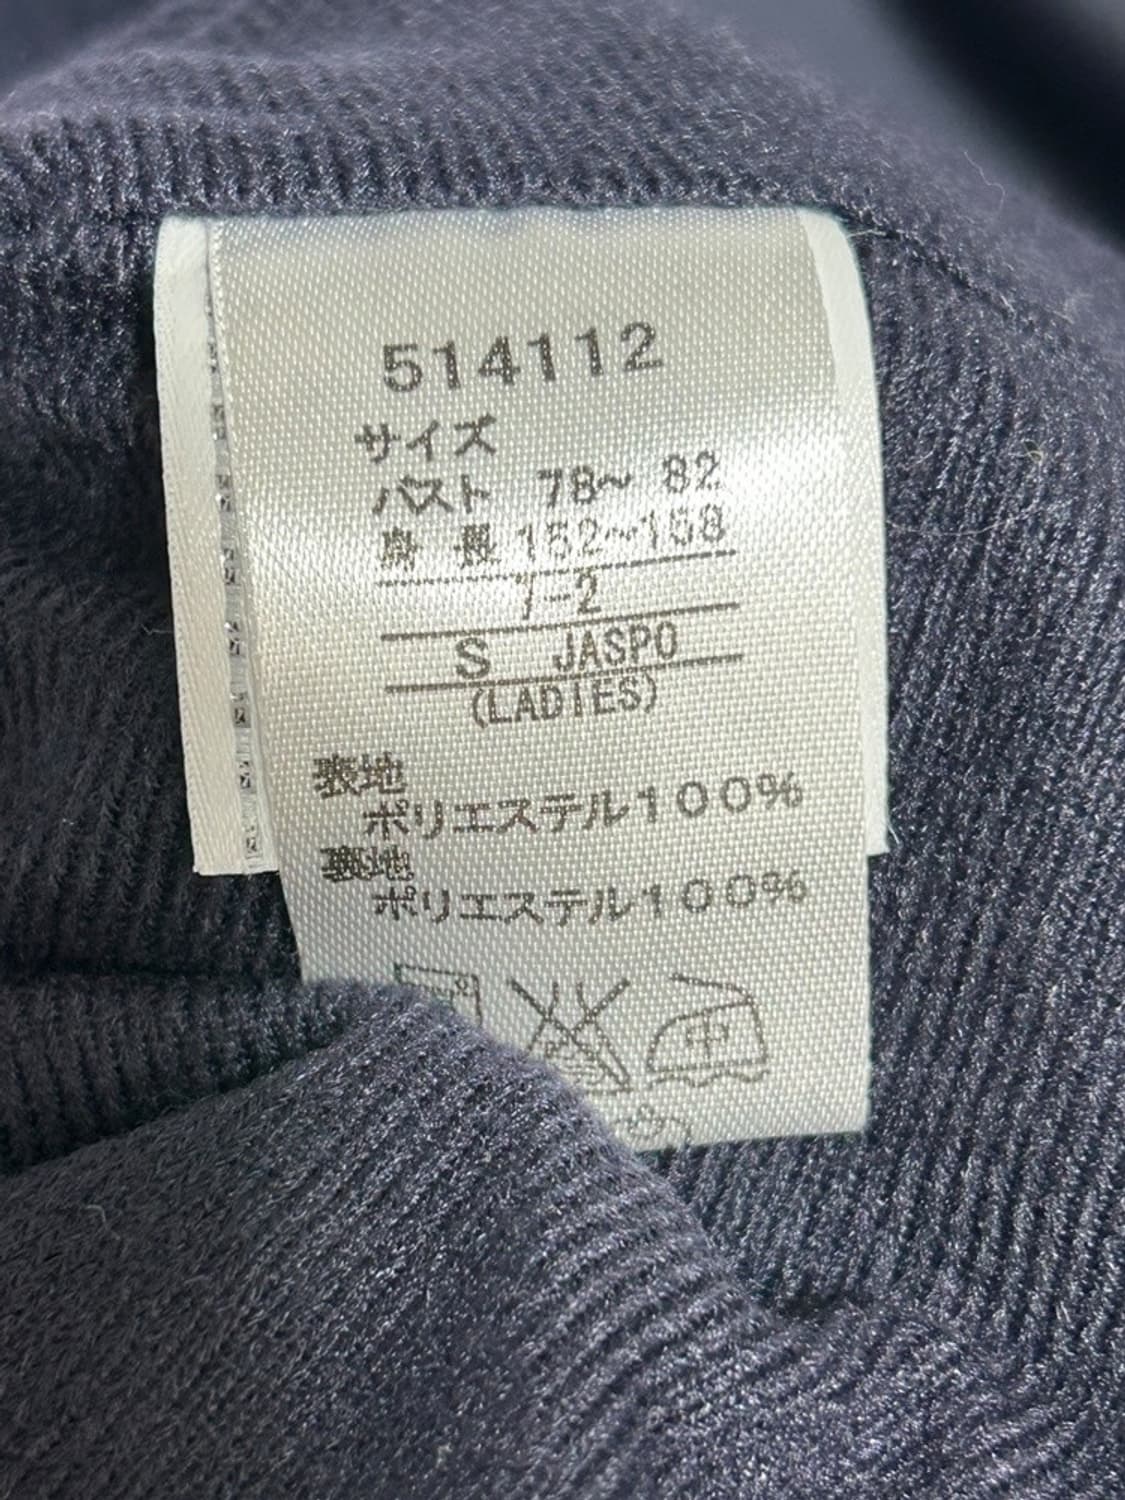 514112
サイズ
バスト 78~ 82
身 長 152~158
7-2
S JASPO
(LADIES)
表地
ポリエステル100%
裏地
ポリエステル100%
中